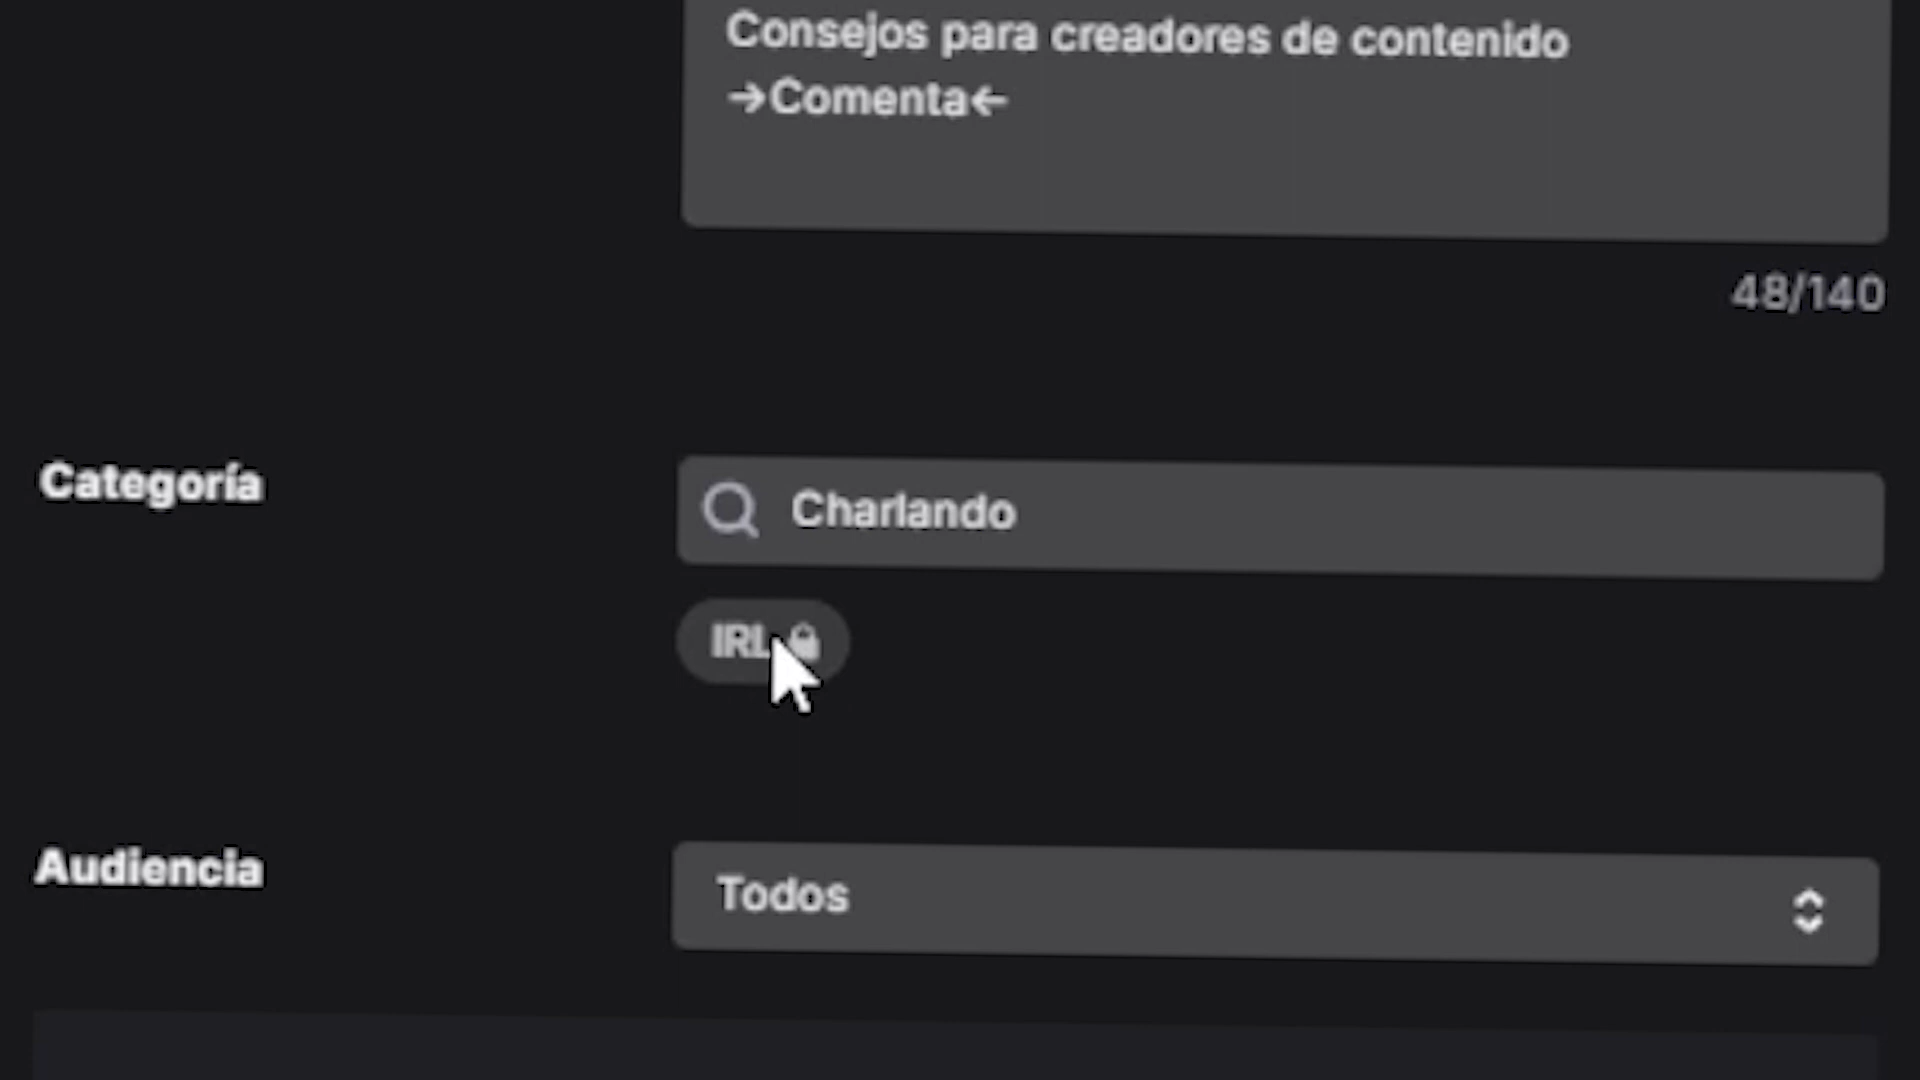 Consejos para creadores de contenido
→Comenta←
48/140
Categoría
Charlando
IRL
Audiencia
Todos